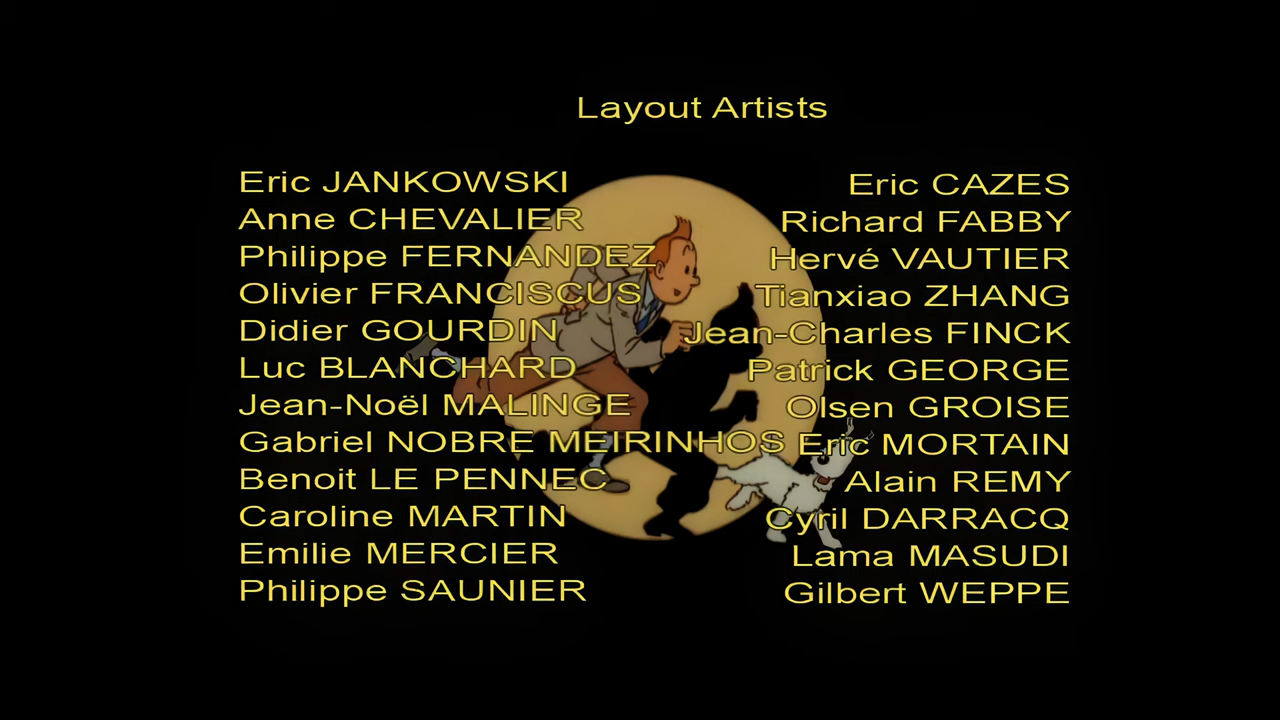 Layout Artists
Eric JANKOWSKI
Anne CHEVALIER
Philippe FERNANDEZ
Olivier FRANCISCUS
Didier GOURDIN
Luc BLANCHARD
Jean-Noël MALINGE
Gabriel NOBRE MEIRINHOS
Benoit LE PENNEC
Caroline MARTIN
Emilie MERCIER
Philippe SAUNIER
Eric CAZES
Richard FABBY
Hervé VAUTIER
Tianxiao ZHANG
Jean-Charles FINCK
Patrick GEORGE
Olsen GROISE
Eric MORTAIN
Alain REMY
Cyril DARRACQ
Lama MASUDI
Gilbert WEPPE